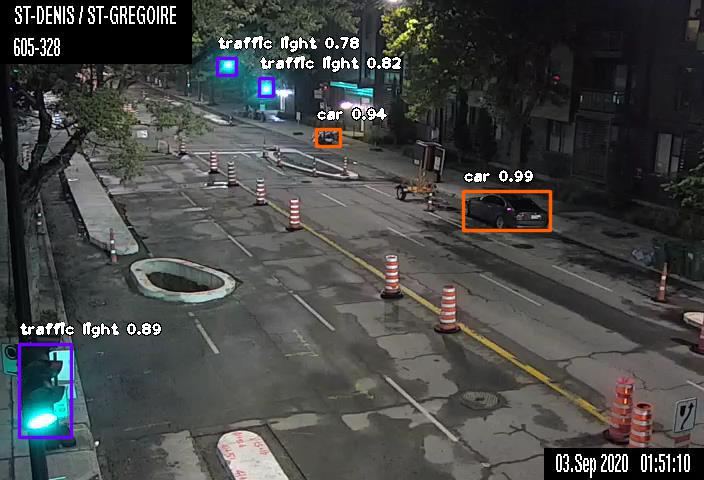 ST-DENIS / ST-GREGOIRE
605-328
traffic light 0.78
traffic light 0.82
car 0.94
car 0.99
traffic light 0.89
03.Sep 2020 01:51:10